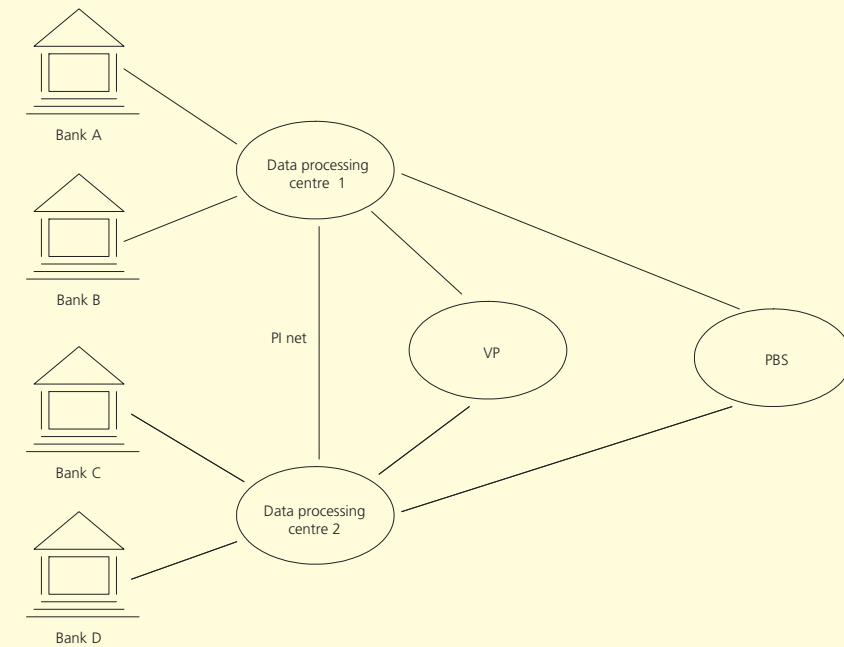 Bank A
Data processing
centre 1
Bank B
PI net
VP
PBS
Bank C
Data processing
centre 2
Bank D